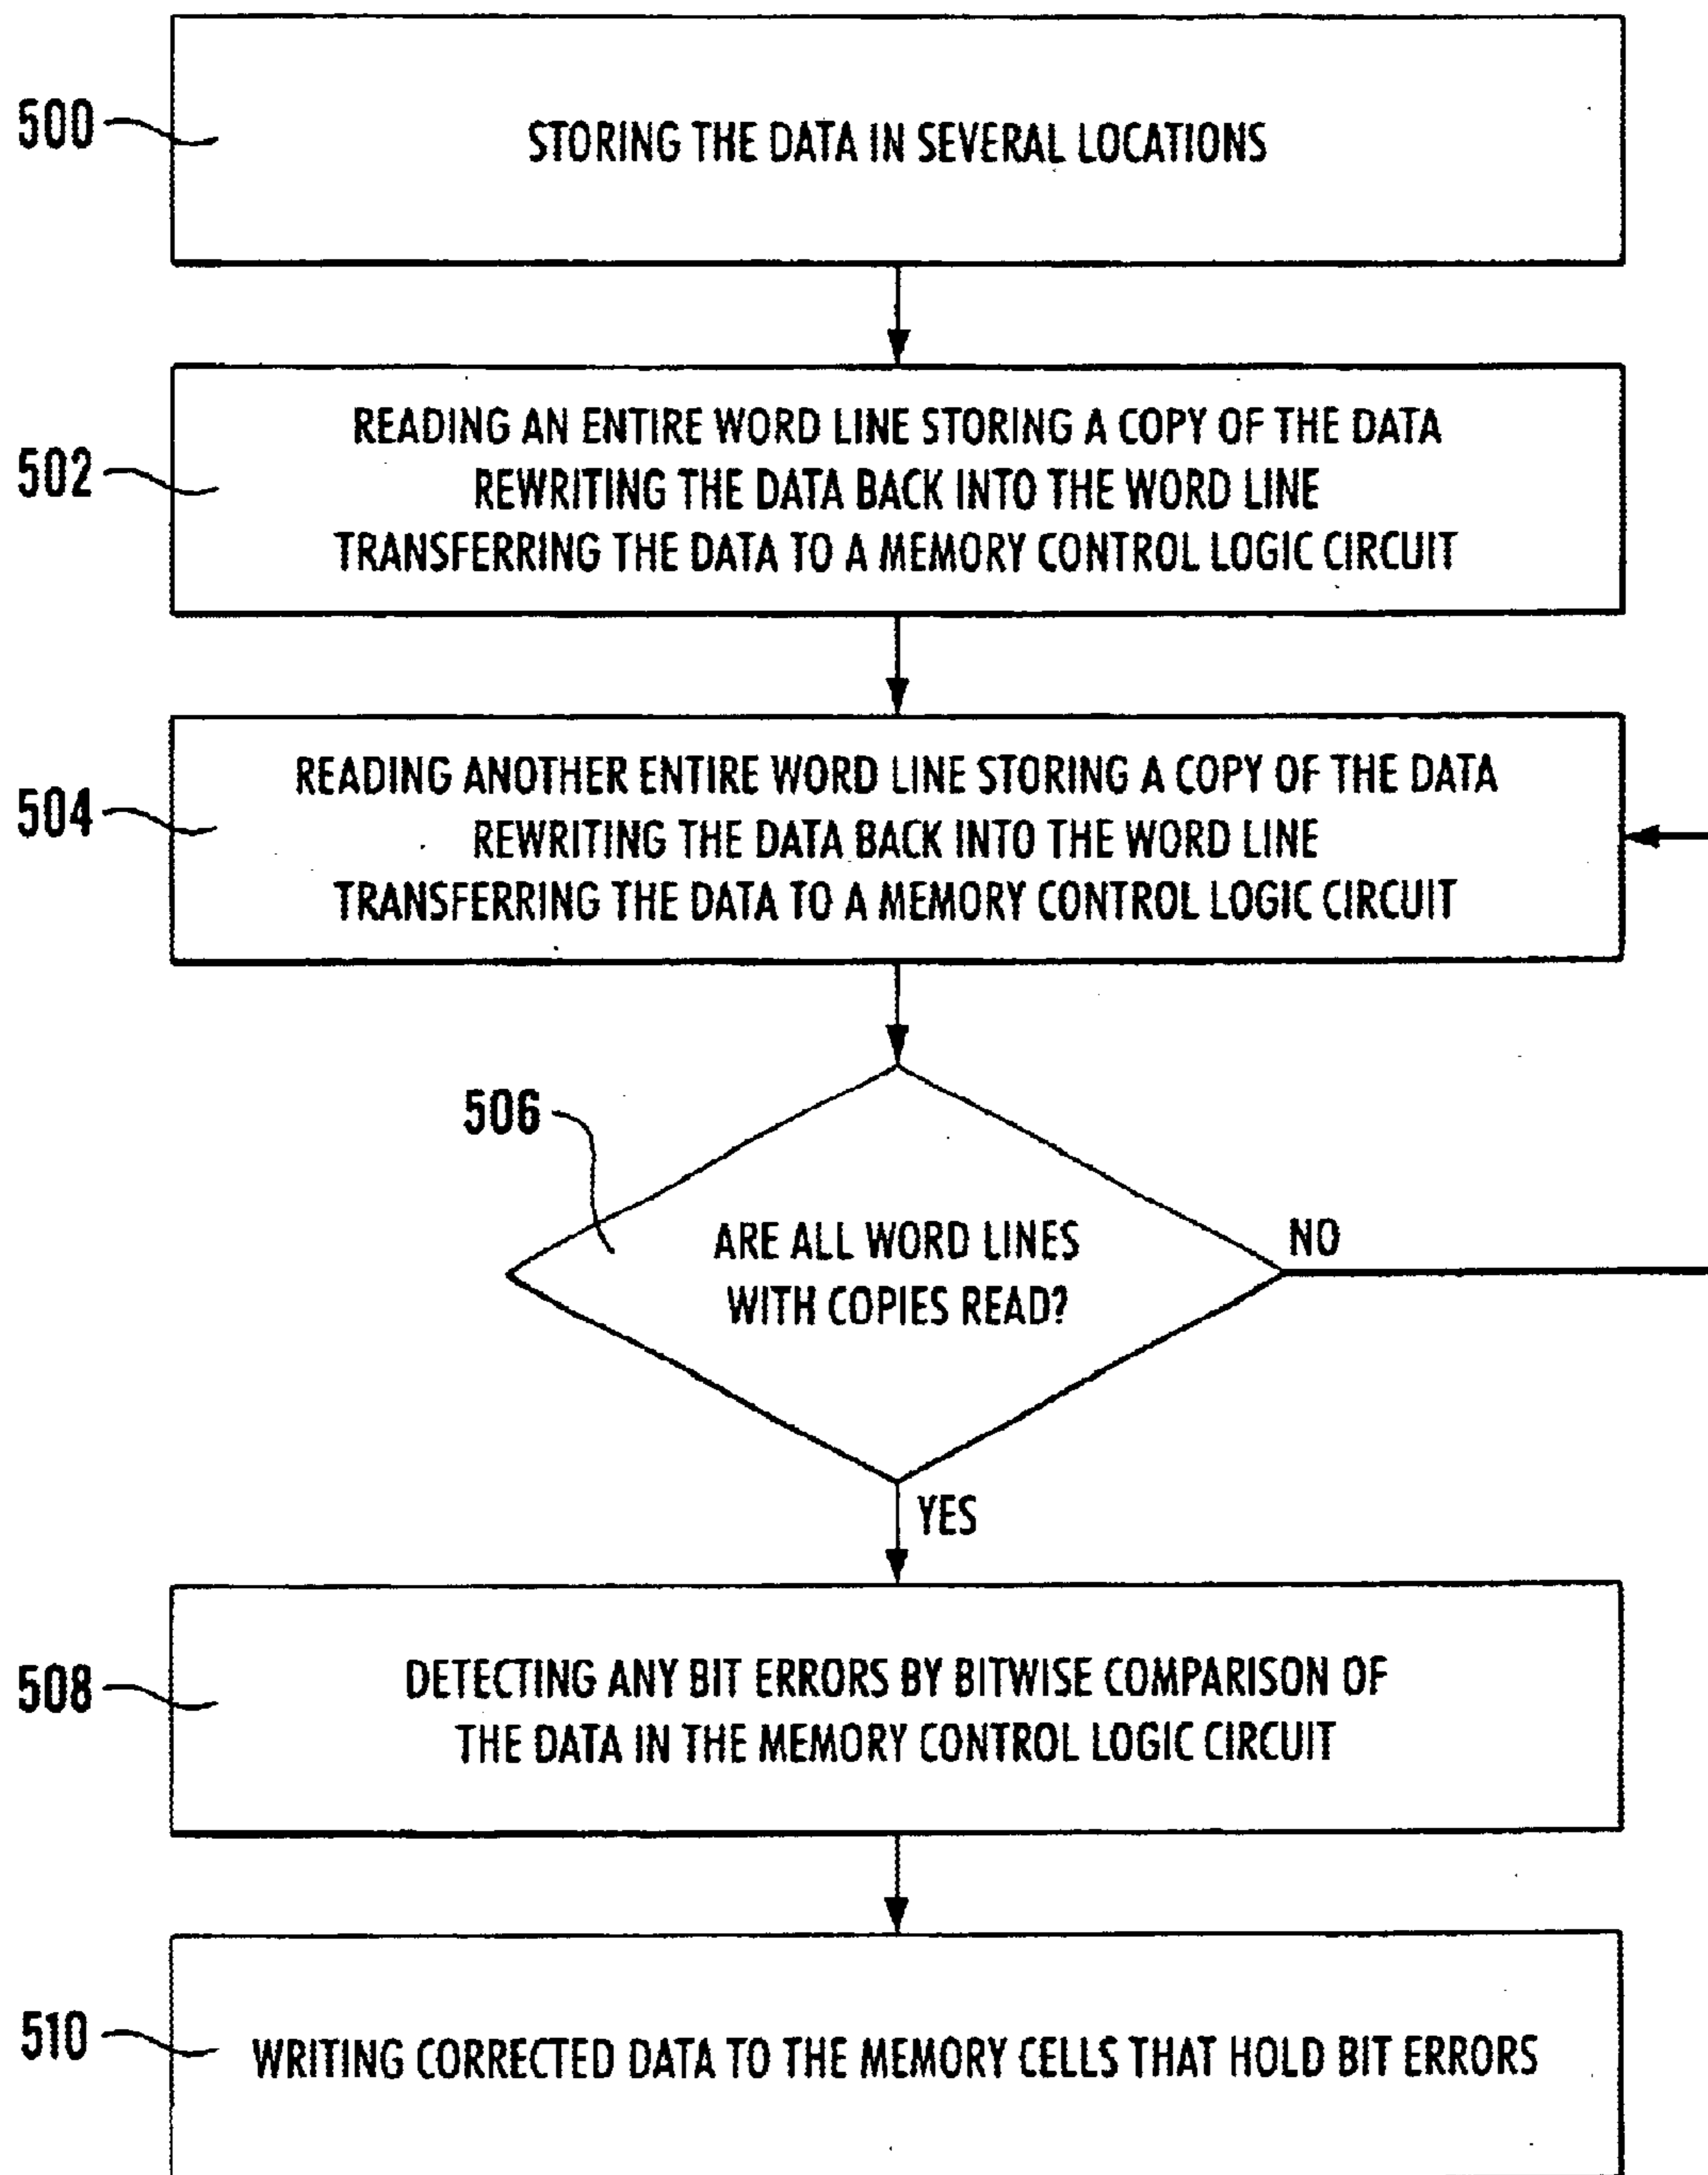 500
STORING THE DATA IN SEVERAL LOCATIONS
502
READING AN ENTIRE WORD LINE STORING A COPY OF THE DATA
REWRITING THE DATA BACK INTO THE WORD LINE
TRANSFERRING THE DATA TO A MEMORY CONTROL LOGIC CIRCUIT
504
READING ANOTHER ENTIRE WORD LINE STORING A COPY OF THE DATA
REWRITING THE DATA BACK INTO THE WORD LINE
TRANSFERRING THE DATA TO A MEMORY CONTROL LOGIC CIRCUIT
506
ARE ALL WORD LINES
WITH COPIES READ?
NO
YES
508
DETECTING ANY BIT ERRORS BY BITWISE COMPARISON OF
THE DATA IN THE MEMORY CONTROL LOGIC CIRCUIT
510
WRITING CORRECTED DATA TO THE MEMORY CELLS THAT HOLD BIT ERRORS